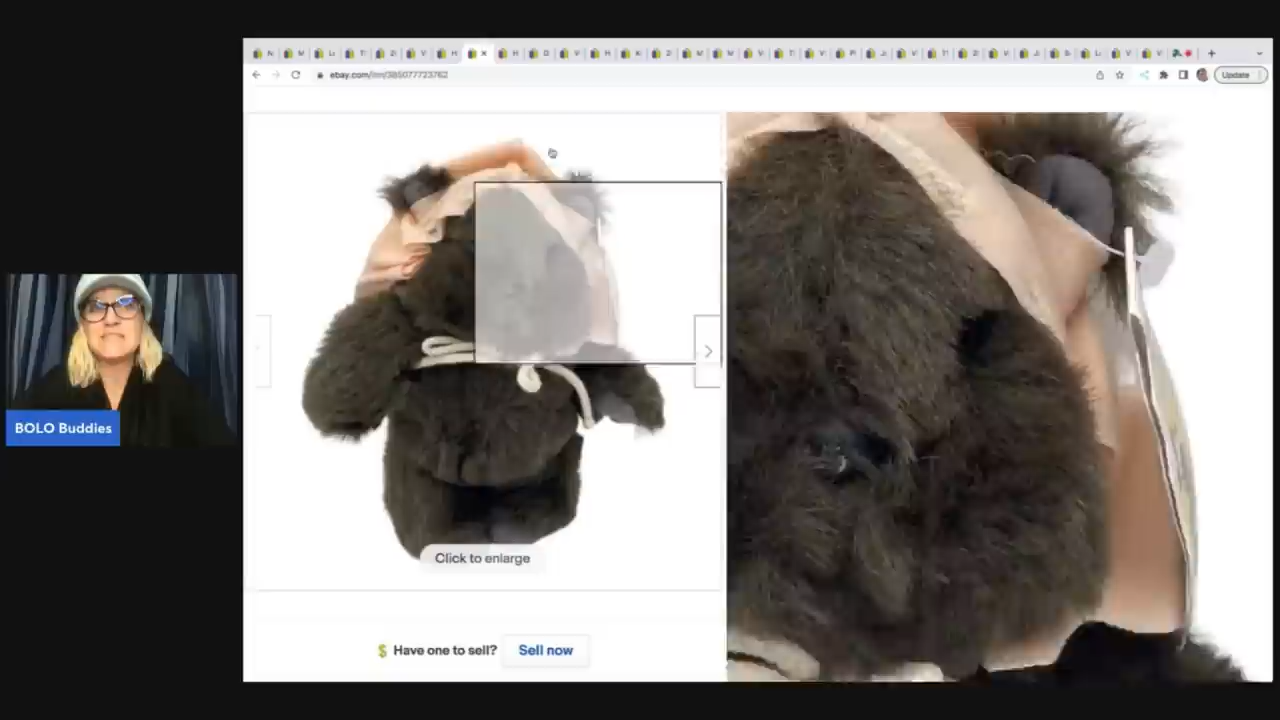 ebay.com/itm/385077723762
Update
Click to enlarge
$ Have one to sell?
Sell now
BOLO Buddies